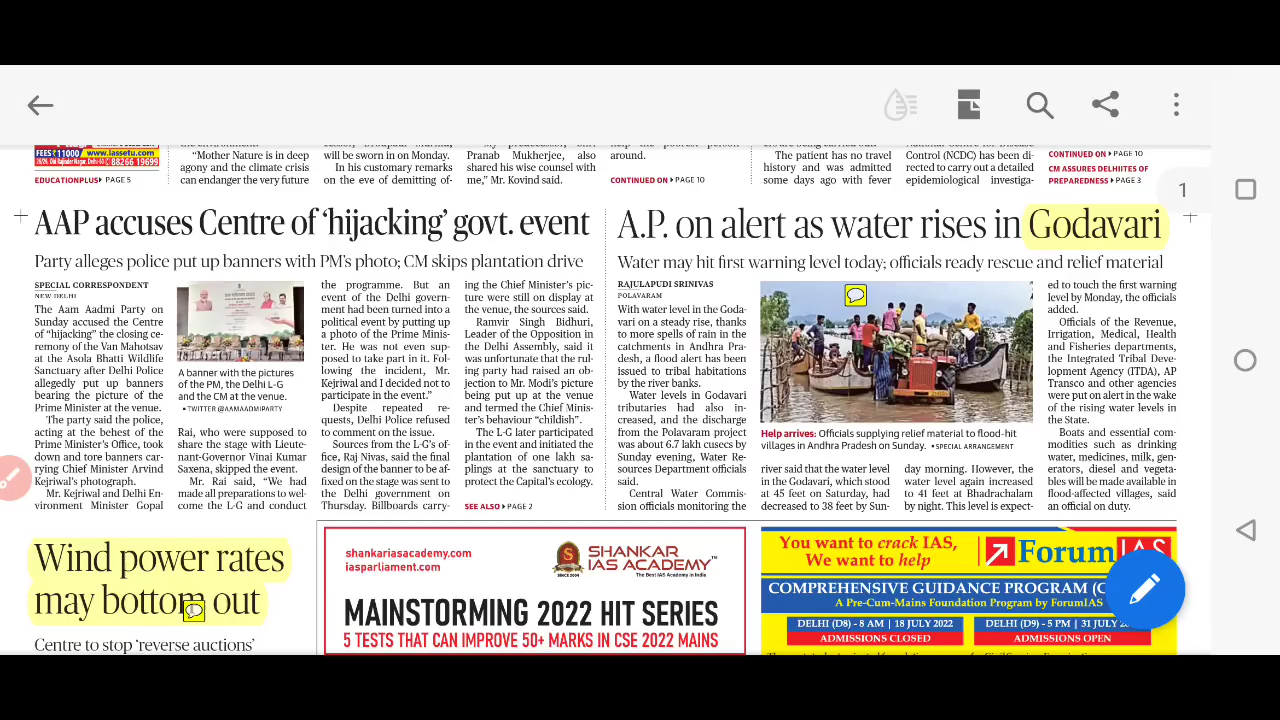 FEES ₹ 11000 www.lassetu.com
88266 19699
EDUCATIONPLUS PAGE 5
“Mother Nature is in deep
agony and the climate crisis
can endanger the very future
will be sworn in on Monday.
In his customary remarks
on the eve of demitting of-
Pranab Mukherjee, also
shared his wise counsel with
me,” Mr. Kovind said.
around.
CONTINUED ON PAGE 10
The patient has no travel
history and was admitted
some days ago with fever
Control (NCDC) has been di-
rected to carry out a detailed
epidemiological investiga-
CONTINUED ON PAGE 10
CM ASSURES DELHIITES OF
PREPAREDNESS PAGE 3
1
AAP accuses Centre of ‘hijacking’ govt. event
Party alleges police put up banners with PM’s photo; CM skips plantation drive
SPECIAL CORRESPONDENT
NEW DELHI
The Aam Aadmi Party on
Sunday accused the Centre
of “hijacking” the closing ce-
remony of the Van Mahotsav
at the Asola Bhatti Wildlife
Sanctuary after Delhi Police
allegedly put up banners
bearing the picture of the
Prime Minister at the venue.
The party said the police,
acting at the behest of the
Prime Minister’s Office, took
down and tore banners car-
rying Chief Minister Arvind
Kejriwal’s photograph.
Mr. Kejriwal and Delhi En-
vironment Minister Gopal
A banner with the pictures
of the PM, the Delhi L-G
and the CM at the venue.
▪ TWITTER @AAMAADMIPARTY
Rai, who were supposed to
share the stage with Lieute-
nant-Governor Vinai Kumar
Saxena, skipped the event.
Mr. Rai said, “We had
made all preparations to wel-
come the L-G and conduct
the programme. But an
event of the Delhi govern-
ment had been turned into a
political event by putting up
a photo of the Prime Minis-
ter. He was not even sup-
posed to take part in it. Fol-
lowing the incident, Mr.
Kejriwal and I decided not to
participate in the event.”
Despite repeated re-
quests, Delhi Police refused
to comment on the issue.
Sources from the L-G’s of-
fice, Raj Nivas, said the final
design of the banner to be af-
fixed on the stage was sent to
the Delhi government on
Thursday. Billboards carry-
ing the Chief Minister’s pic-
ture were still on display at
the venue, the sources said.
Ramvir Singh Bidhuri,
Leader of the Opposition in
the Delhi Assembly, said it
was unfortunate that the rul-
ing party had raised an ob-
jection to Mr. Modi’s picture
being put up at the venue
and termed the Chief Minis-
ter’s behaviour “childish”.
The L-G later participated
in the event and initiated the
plantation of one lakh sa-
plings at the sanctuary to
protect the Capital’s ecology.
SEE ALSO PAGE 2
A.P. on alert as water rises in Godavari
Water may hit first warning level today; officials ready rescue and relief material
RAJULAPUDI SRINIVAS
POLAVARAM
With water level in the Goda-
vari on a steady rise, thanks
to more spells of rain in the
catchments in Andhra Pra-
desh, a flood alert has been
issued to tribal habitations
by the river banks.
Water levels in Godavari
tributaries had also in-
creased, and the discharge
from the Polavaram project
was about 6.7 lakh cusecs by
Sunday evening, Water Re-
sources Department officials
said.
Central Water Commis-
sion officials monitoring the
Help arrives: Officials supplying relief material to flood-hit
villages in Andhra Pradesh on Sunday. ▪ SPECIAL ARRANGEMENT
river said that the water level
in the Godavari, which stood
at 45 feet on Saturday, had
decreased to 38 feet by Sun-
day morning. However, the
water level again increased
to 41 feet at Bhadrachalam
by night. This level is expect-
ed to touch the first warning
level by Monday, the officials
added.
Officials of the Revenue,
Irrigation, Medical, Health
and Fisheries departments,
the Integrated Tribal Deve-
lopment Agency (ITDA), AP
Transco and other agencies
were put on alert in the wake
of the rising water levels in
the State.
Boats and essential com-
modities such as drinking
water, medicines, milk, gen-
erators, diesel and vegeta-
bles will be made available in
flood-affected villages, said
an official on duty.
Wind power rates
may bottom out
Centre to stop ‘reverse auctions’
shankariasacademy.com
iasparliament.com
SINCE 2004
SHANKAR
IAS ACADEMY™
The Best IAS Academy in India
MAINSTORMING 2022 HIT SERIES
5 TESTS THAT CAN IMPROVE 50+ MARKS IN CSE 2022 MAINS
You want to crack IAS,
We want to help
Forum IAS
COMPREHENSIVE GUIDANCE PROGRAM
A Pre-Cum-Mains Foundation Program by ForumIAS
DELHI (D8) - 8 AM | 18 JULY 2022
ADMISSIONS CLOSED
DELHI (D9) - 5 PM | 31 JULY
ADMISSIONS OPEN